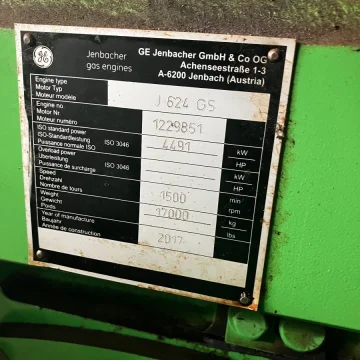 GE
Jenbacher
gas engines
GE Jenbacher GmbH & Co OG
Achenseestraße 1-3
A-6200 Jenbach (Austria)
Engine type
Motor Typ
Moteur modèle
J 624 GS
Engine no.
Motor Nr.
Moteur numéro
1229851
ISO standard power
ISO-Standardleistung
Puissance normale ISO
ISO 3046
4491
kW
HP
Overload power
Überleistung
Puissance de surcharge
ISO 3046
kW
HP
Speed
Drehzahl
Nombre de tours
1500
min
rpm
Weight
Gewicht
Poids
17000
kg
lbs
Year of manufacture
Baujahr
Année de construction
2017